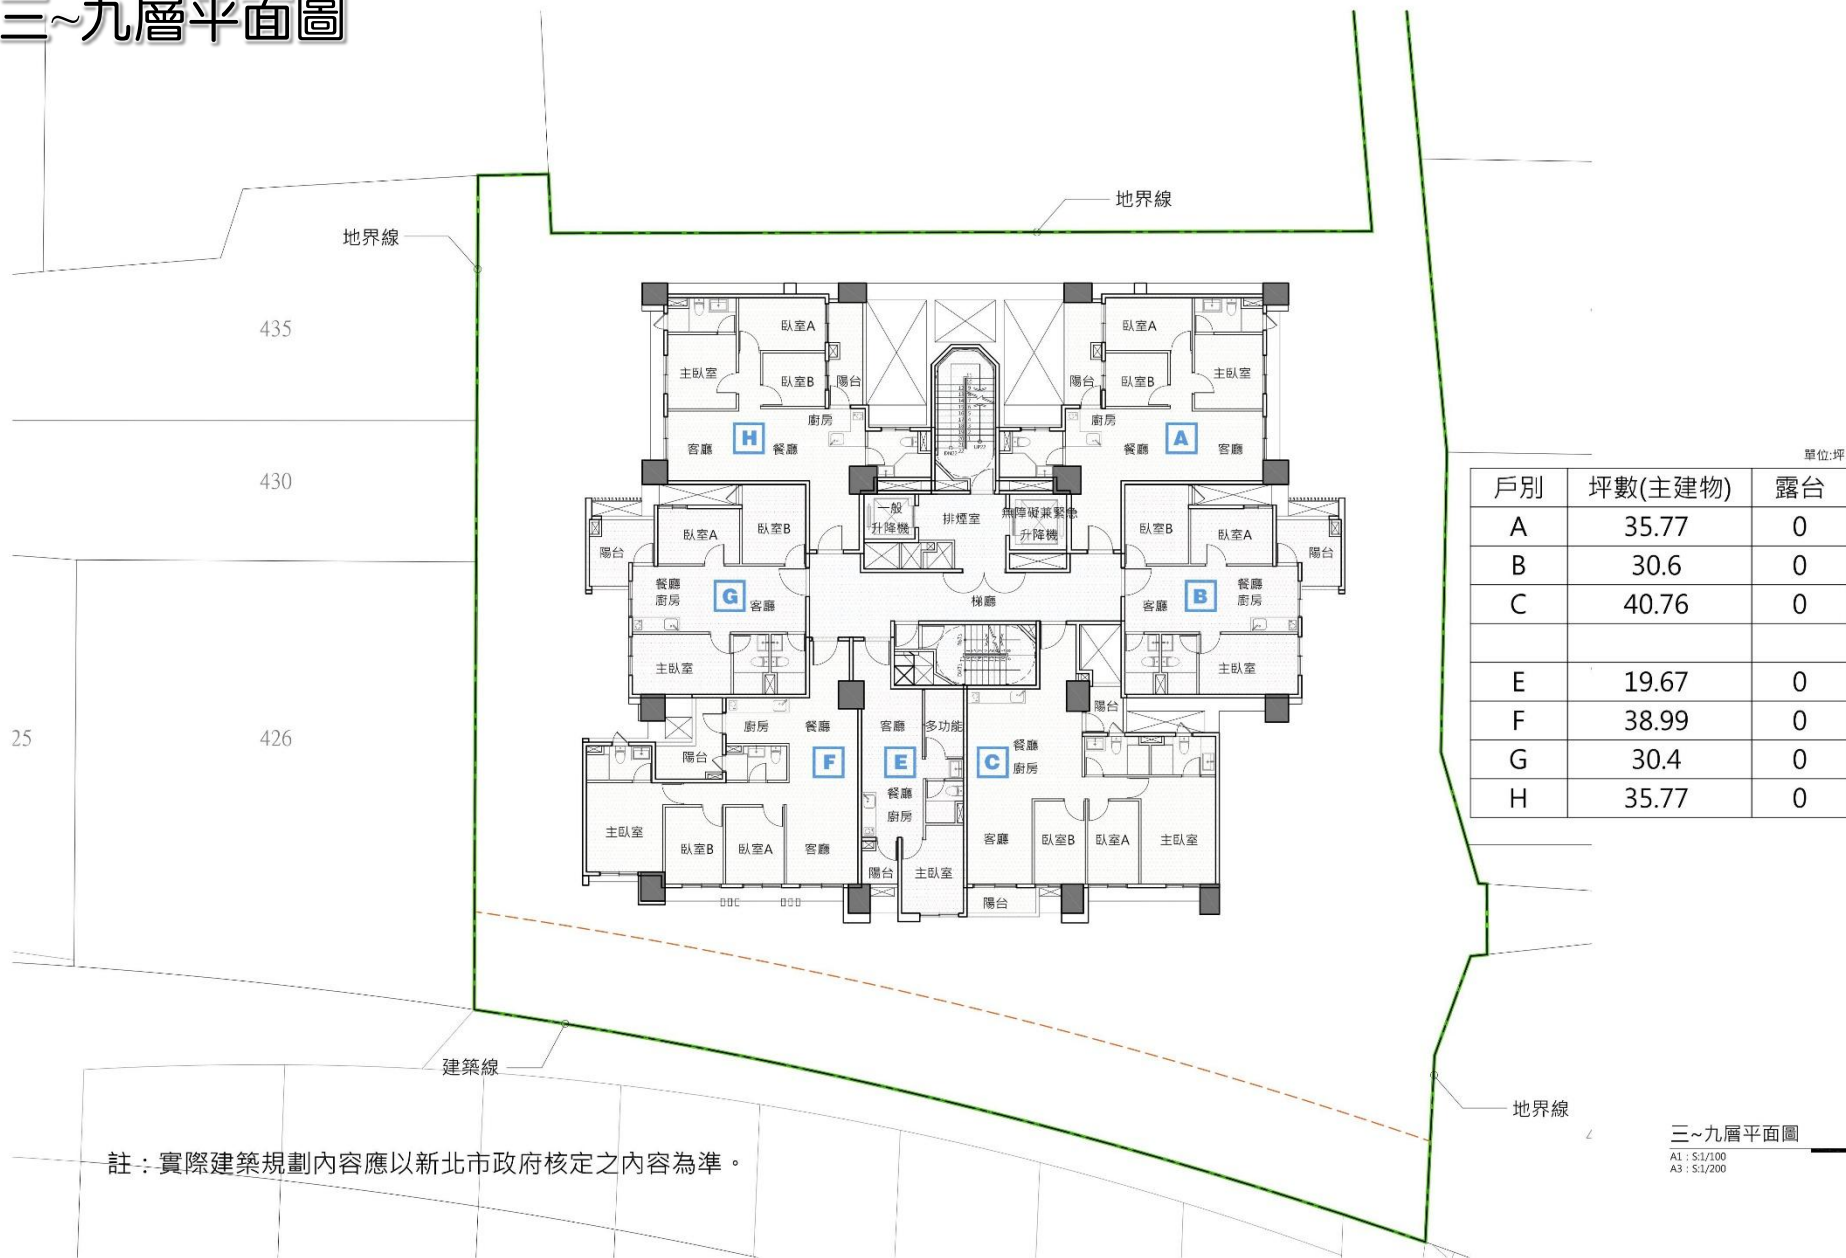 三~九層平面圖
地界線
地界線
435
430
25
426
臥室A
臥室A
主臥室
臥室B
陽台
陽台
臥室B
主臥室
廚房
廚房
客廳
H
餐廳
餐廳
A
客廳
一般
升降機
排煙室
無障礙兼緊急
升降機
陽台
臥室A
臥室B
臥室B
臥室A
陽台
餐廳
廚房
G
客廳
梯廳
客廳
B
餐廳
廚房
主臥室
主臥室
廚房
餐廳
客廳
多功能
陽台
陽台
F
E
C
餐廳
廚房
餐廳
廚房
主臥室
臥室B
臥室A
客廳
陽台
主臥室
客廳
臥室B
臥室A
主臥室
陽台
單位:坪
戶別 坪數(主建物) 露台
A 35.77 0
B 30.6 0
C 40.76 0
E 19.67 0
F 38.99 0
G 30.4 0
H 35.77 0
建築線
地界線
註：實際建築規劃內容應以新北市政府核定之內容為準。
三~九層平面圖
A1：S:1/100
A3：S:1/200